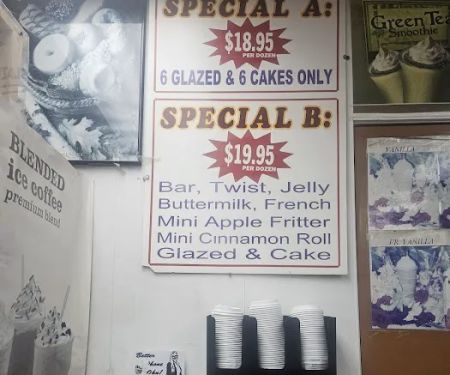 SPECIAL A:
$18.95
PER DOZEN
6 GLAZED & 6 CAKES ONLY
SPECIAL B:
$19.95
PER DOZEN
Bar, Twist, Jelly
Buttermilk, French
Mini Apple Fritter
Mini Cinnamon Roll
Glazed & Cake
Green Tea
Smoothie
VANILLA
FR. VANILLA
BLENDED
ice coffee
premium blend
Better